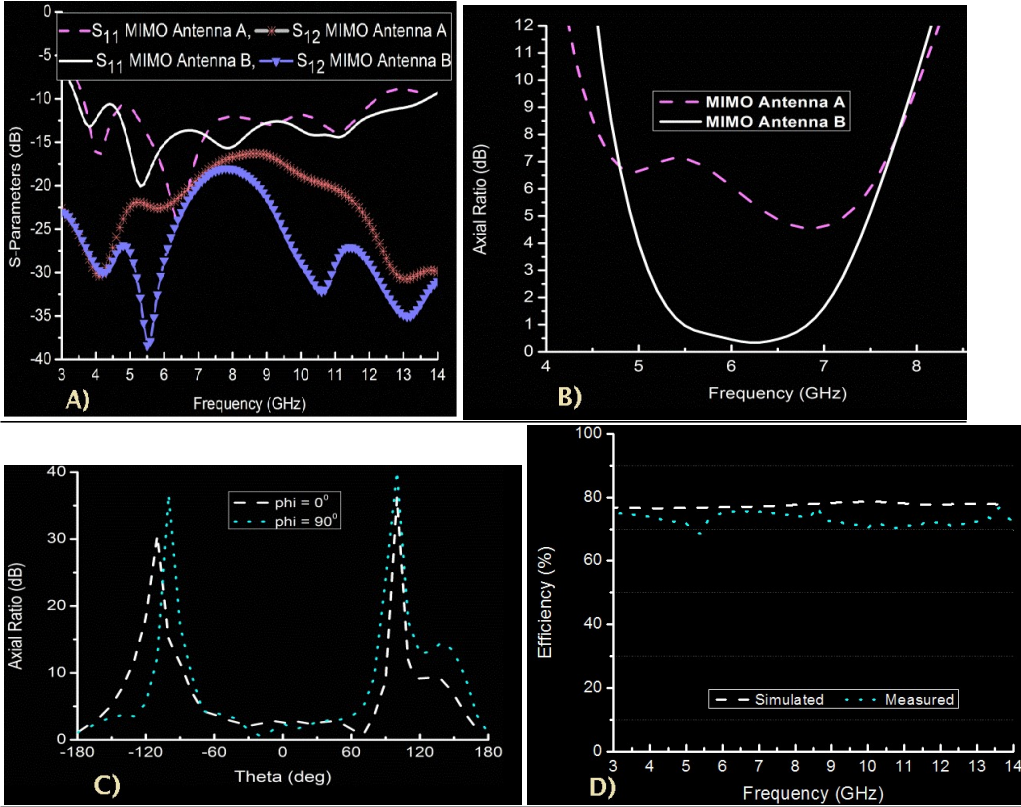 0
-5
-10
-15
-20
-25
-30
-35
-40
S-Parameters (dB)
S11 MIMO Antenna A, S12 MIMO Antenna A
S11 MIMO Antenna B, S12 MIMO Antenna B
3 4 5 6 7 8 9 10 11 12 13 14
Frequency (GHz)
A)
12
11
10
9
8
7
6
5
4
3
2
1
0
Axial Ratio (dB)
MIMO Antenna A
MIMO Antenna B
4 5 6 7 8
Frequency (GHz)
B)
40
30
20
10
0
Axial Ratio (dB)
phi = 0⁰
phi = 90⁰
-180 -120 -60 0 60 120 180
Theta (deg)
C)
100
80
60
40
20
0
Efficiency (%)
Simulated Measured
3 4 5 6 7 8 9 10 11 12 13 14
Frequency (GHz)
D)